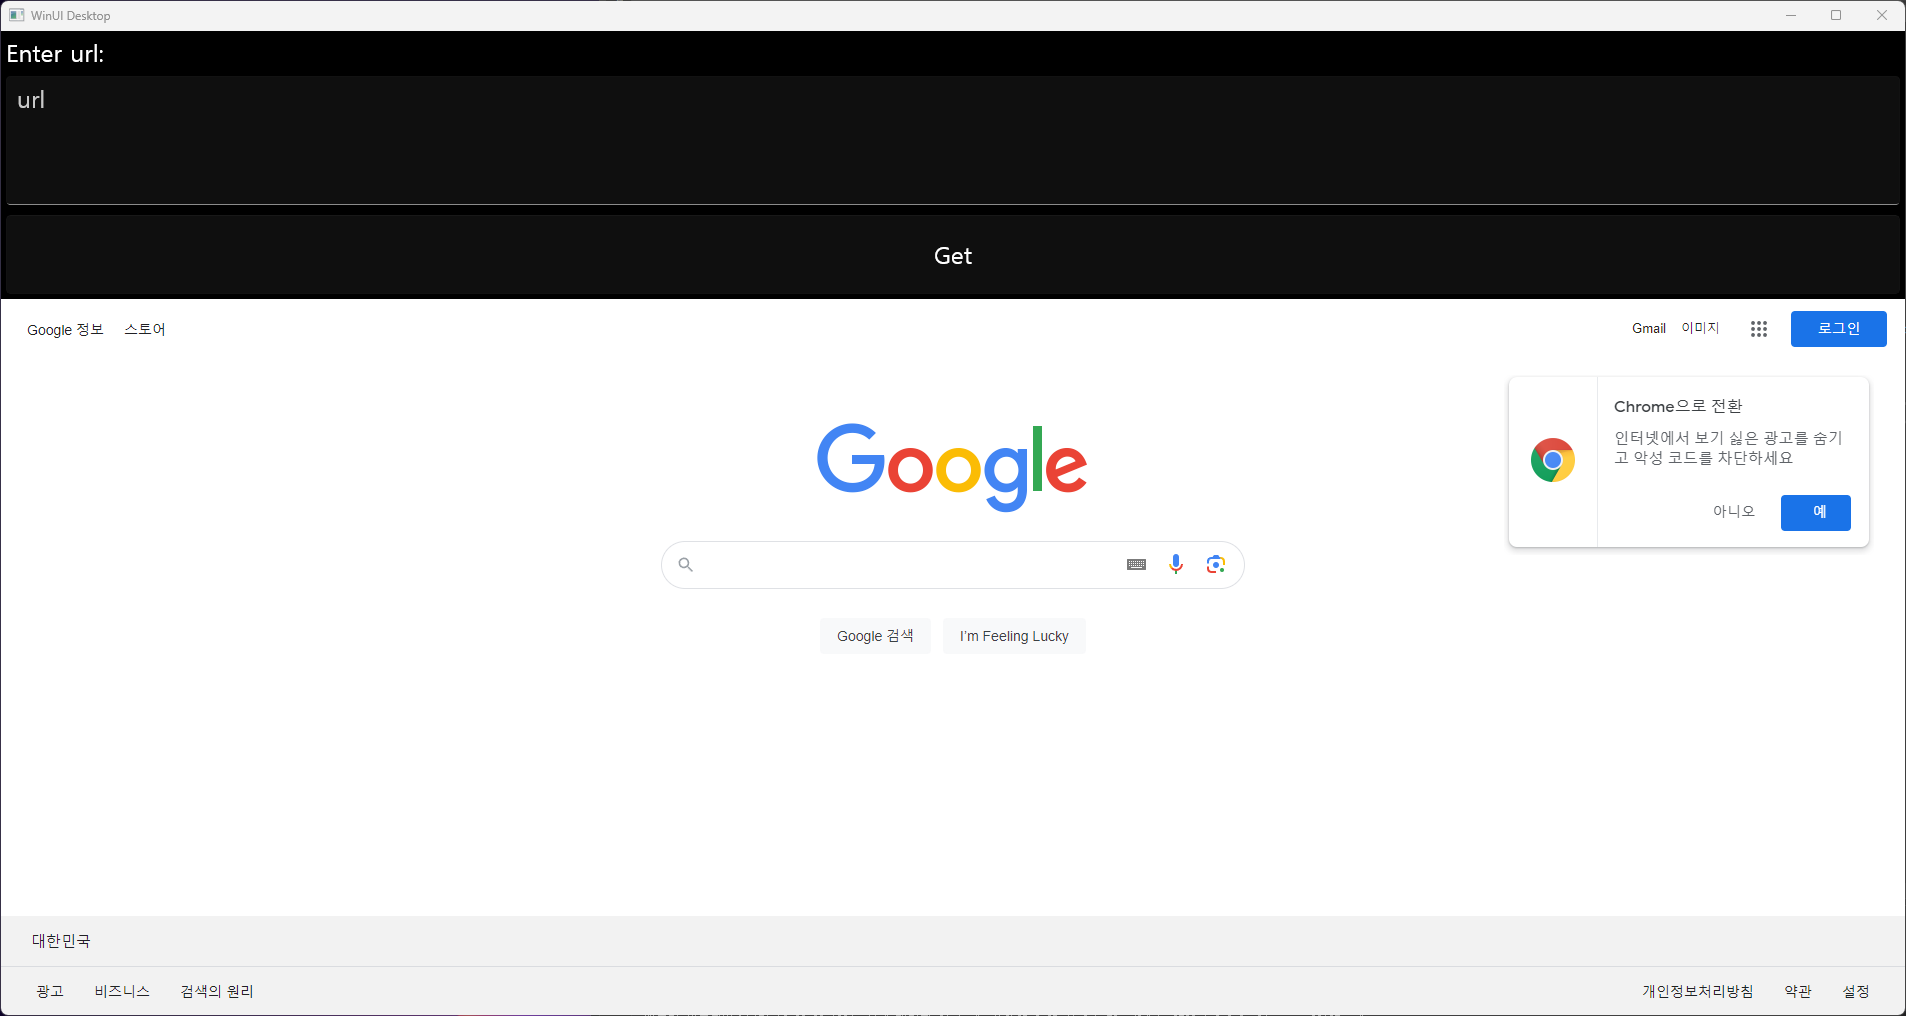 WinUI Desktop
Enter url:
url
Get
Google 정보 스토어
Gmail 이미지 로그인
Chrome으로 전환
인터넷에서 보기 싫은 광고를 숨기
고 악성 코드를 차단하세요
아니오 예
Google
Google 검색 I'm Feeling Lucky
대한민국
광고 비즈니스 검색의 원리 개인정보처리방침 약관 설정